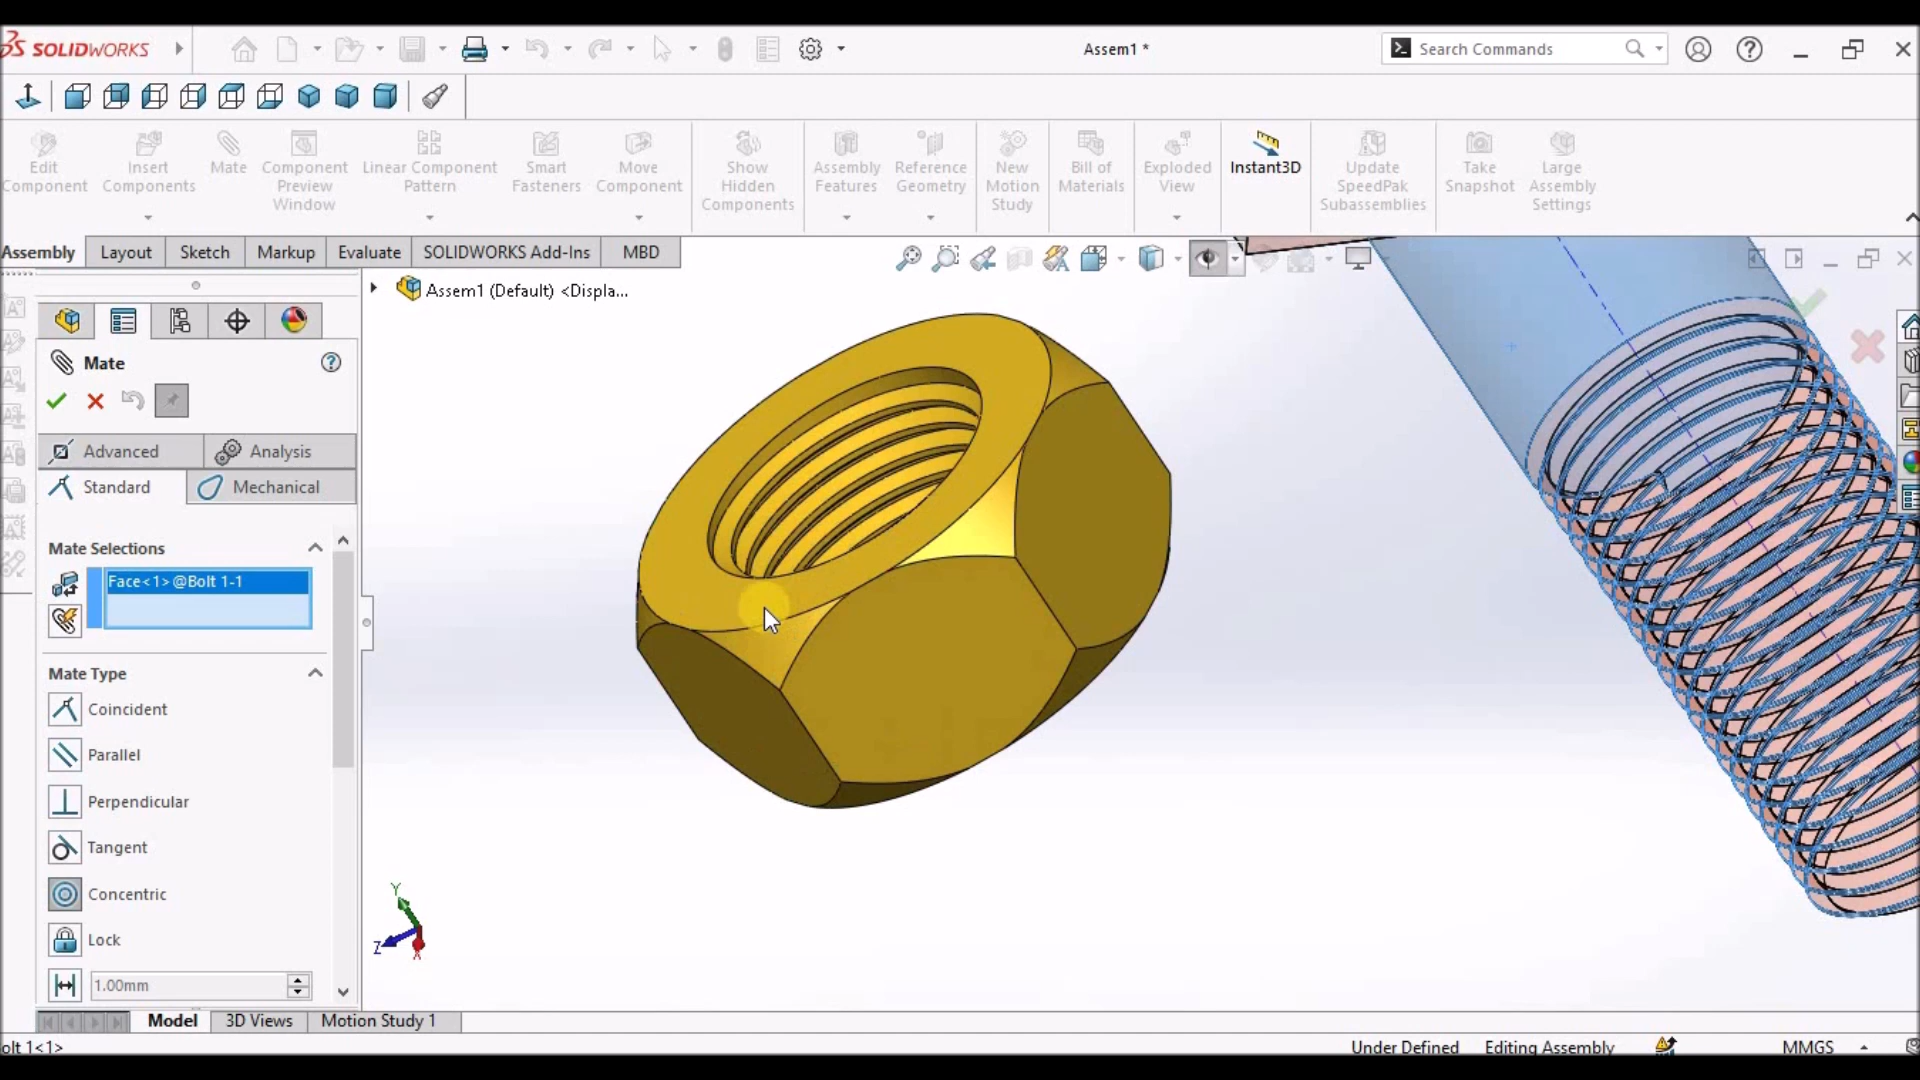 SOLIDWORKS
Assem1 *
Search Commands
Edit Component
Insert Components
Mate
Component Preview Window
Linear Component Pattern
Smart Fasteners
Move Component
Show Hidden Components
Assembly Features
Reference Geometry
New Motion Study
Bill of Materials
Exploded View
Instant3D
Update SpeedPak Subassemblies
Take Snapshot
Large Assembly Settings
Assembly
Layout
Sketch
Markup
Evaluate
SOLIDWORKS Add-Ins
MBD
Assem1 (Default) <Displa...
Mate
Advanced
Analysis
Standard
Mechanical
Mate Selections
Face<1>@Bolt 1-1
Mate Type
Coincident
Parallel
Perpendicular
Tangent
Concentric
Lock
1.00mm
Y
Z
X
Model
3D Views
Motion Study 1
olt 1<1>
Under Defined
Editing Assembly
MMGS